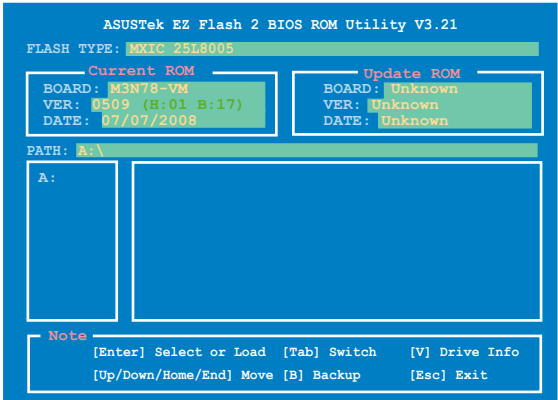 ASUSTek EZ Flash 2 BIOS ROM Utility V3.21
FLASH TYPE: MXIC 25L8005
Current ROM
BOARD: M3N78-VM
VER: 0509 (H:01 B:17)
DATE: 07/07/2008
Update ROM
BOARD: Unknown
VER: Unknown
DATE: Unknown
PATH: A:\
A:
Note
[Enter] Select or Load [Tab] Switch [V] Drive Info
[Up/Down/Home/End] Move [B] Backup [Esc] Exit